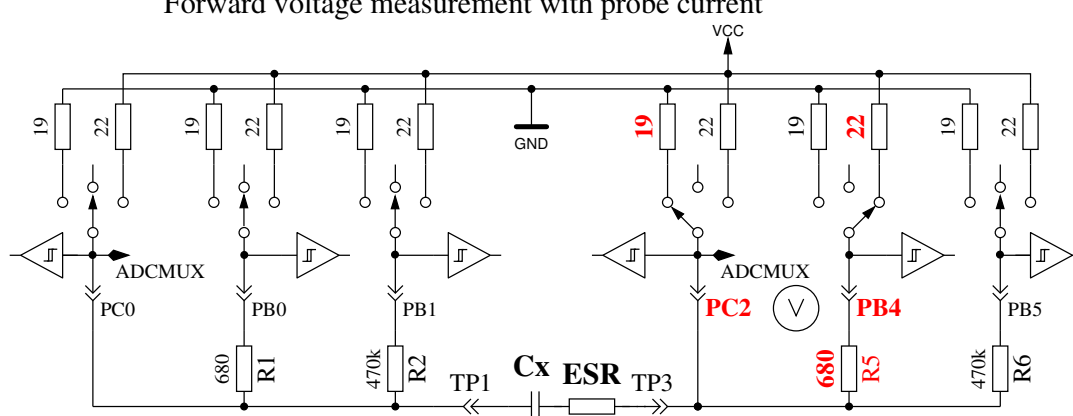 Forward voltage measurement with probe current
VCC
19 22 19 22 19 22 GND 19 22 19 22 19 22
ADCMUX ADCMUX
PC0 PB0 PB1 PC2 V PB4 PB5
680 R1 470k R2 680 R5 470k R6
TP1 Cx ESR TP3